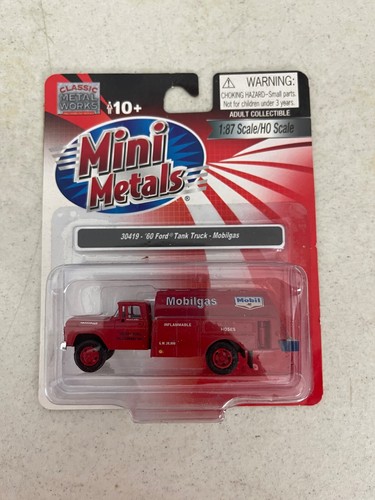 CLASSIC
METAL
WORKS
10+
WARNING:
CHOKING HAZARD-Small parts.
Not for children under 3 years.
ADULT COLLECTIBLE
1:87 Scale/HO Scale
Mini
Metals®
30419 - '60 Ford® Tank Truck - Mobilgas
Mobilgas
Mobil
INFLAMMABLE